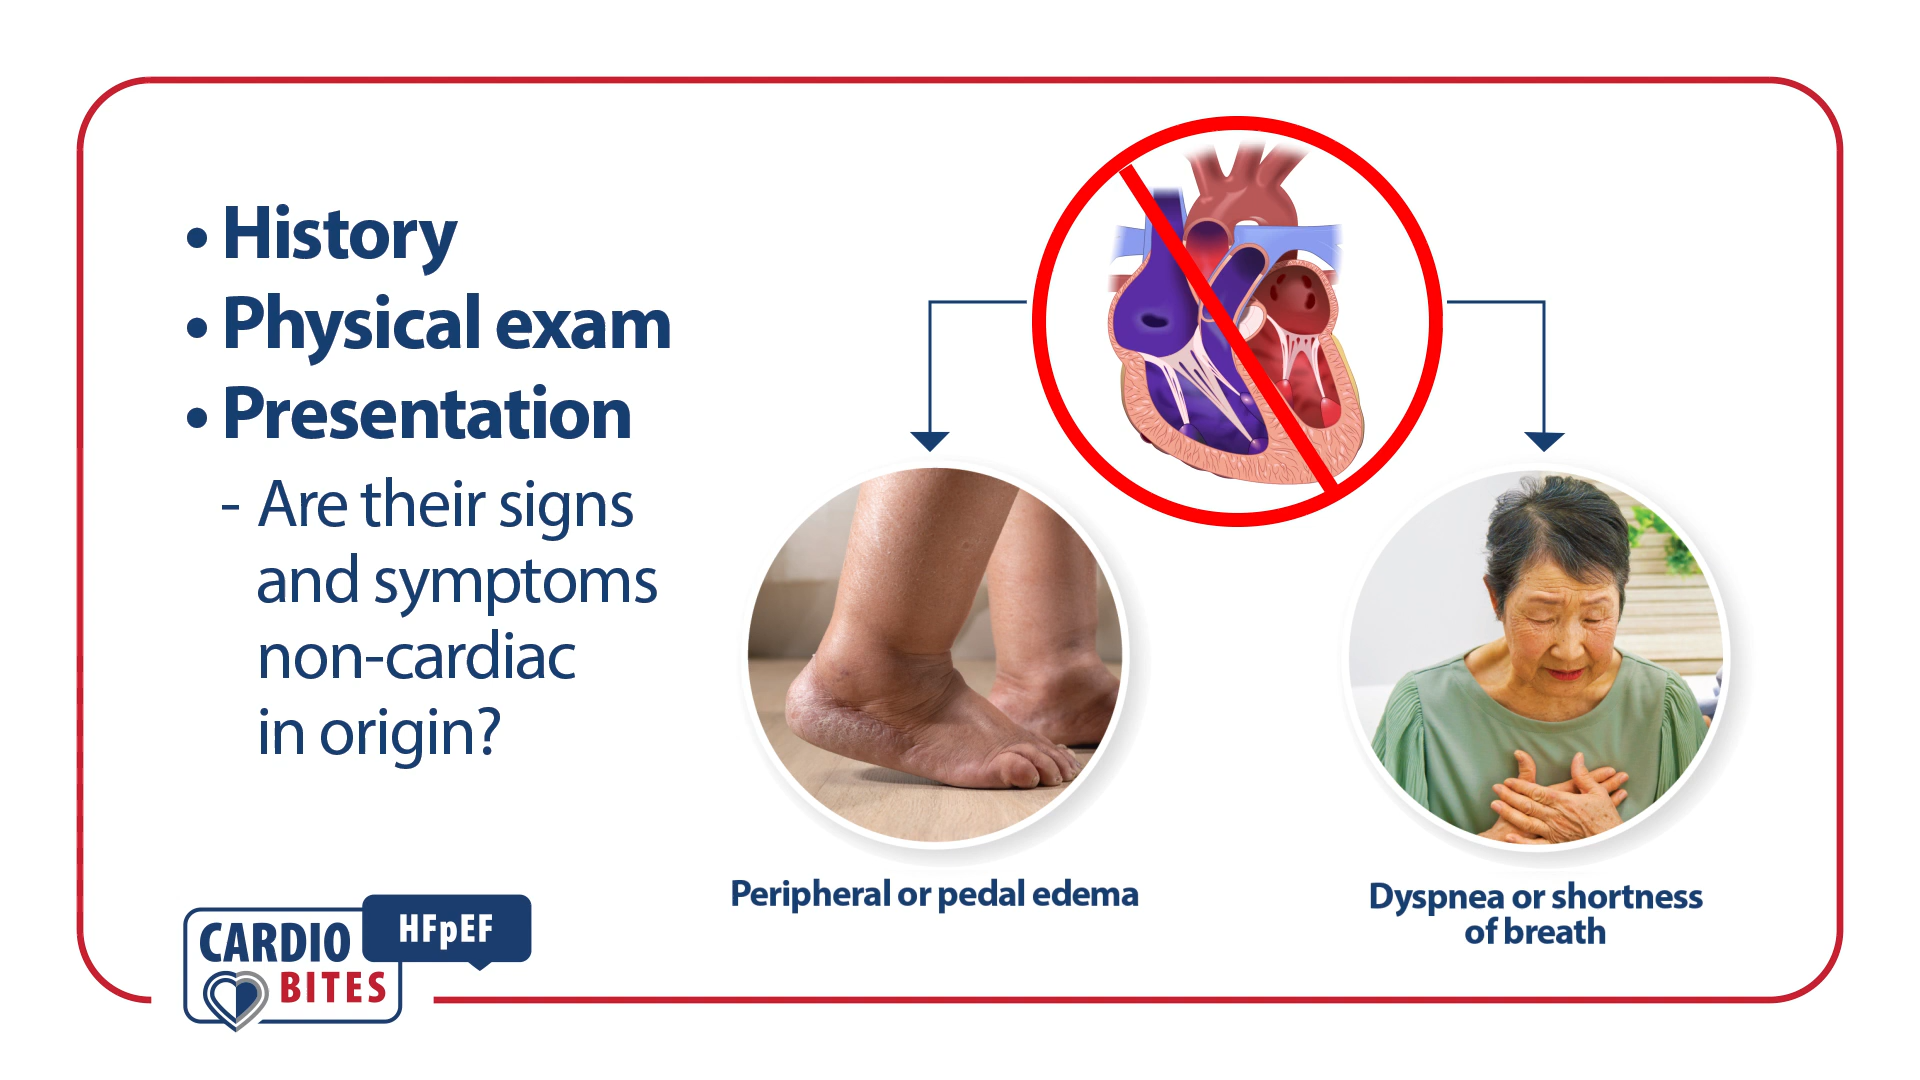 • History
• Physical exam
• Presentation
- Are their signs
and symptoms
non-cardiac
in origin?
Peripheral or pedal edema
Dyspnea or shortness
of breath
CARDIO
BITES
HFpEF